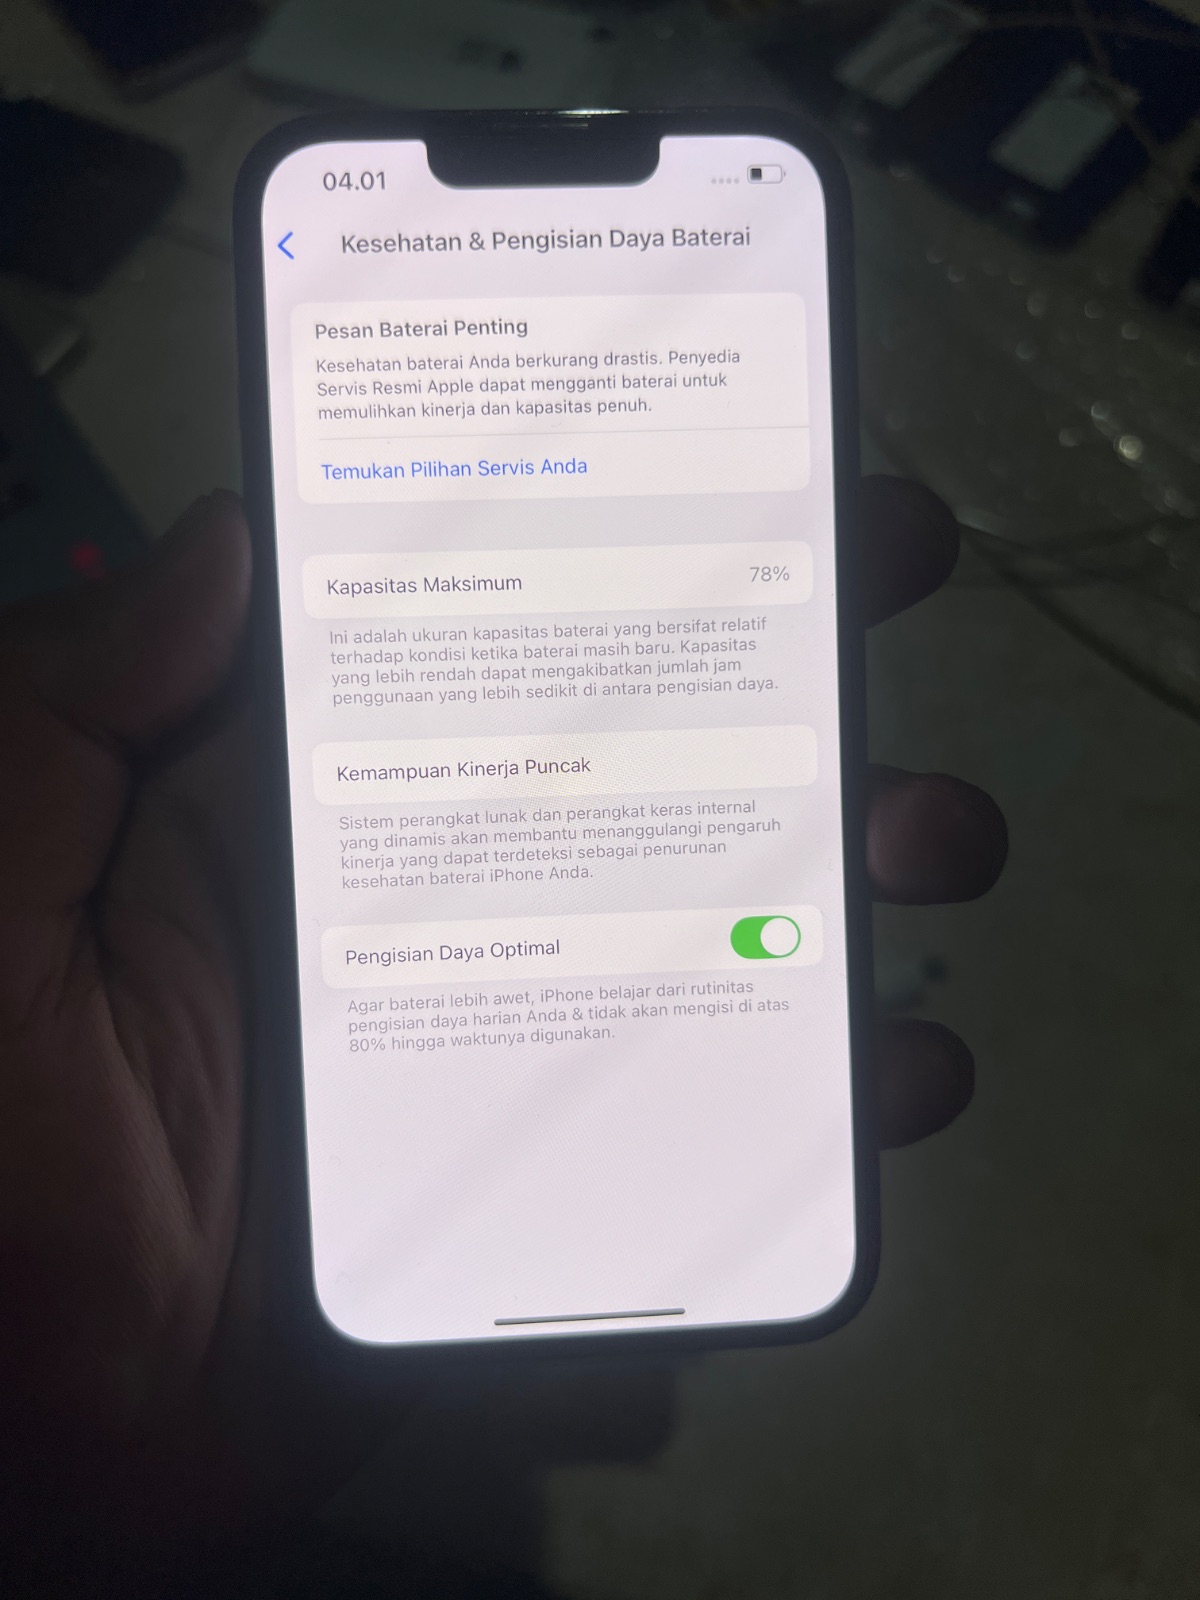 04.01
Kesehatan & Pengisian Daya Baterai
Pesan Baterai Penting
Kesehatan baterai Anda berkurang drastis. Penyedia
Servis Resmi Apple dapat mengganti baterai untuk
memulihkan kinerja dan kapasitas penuh.
Temukan Pilihan Servis Anda
Kapasitas Maksimum 78%
Ini adalah ukuran kapasitas baterai yang bersifat relatif
terhadap kondisi ketika baterai masih baru. Kapasitas
yang lebih rendah dapat mengakibatkan jumlah jam
penggunaan yang lebih sedikit di antara pengisian daya.
Kemampuan Kinerja Puncak
Sistem perangkat lunak dan perangkat keras internal
yang dinamis akan membantu menanggulangi pengaruh
kinerja yang dapat terdeteksi sebagai penurunan
kesehatan baterai iPhone Anda.
Pengisian Daya Optimal
Agar baterai lebih awet, iPhone belajar dari rutinitas
pengisian daya harian Anda & tidak akan mengisi di atas
80% hingga waktunya digunakan.